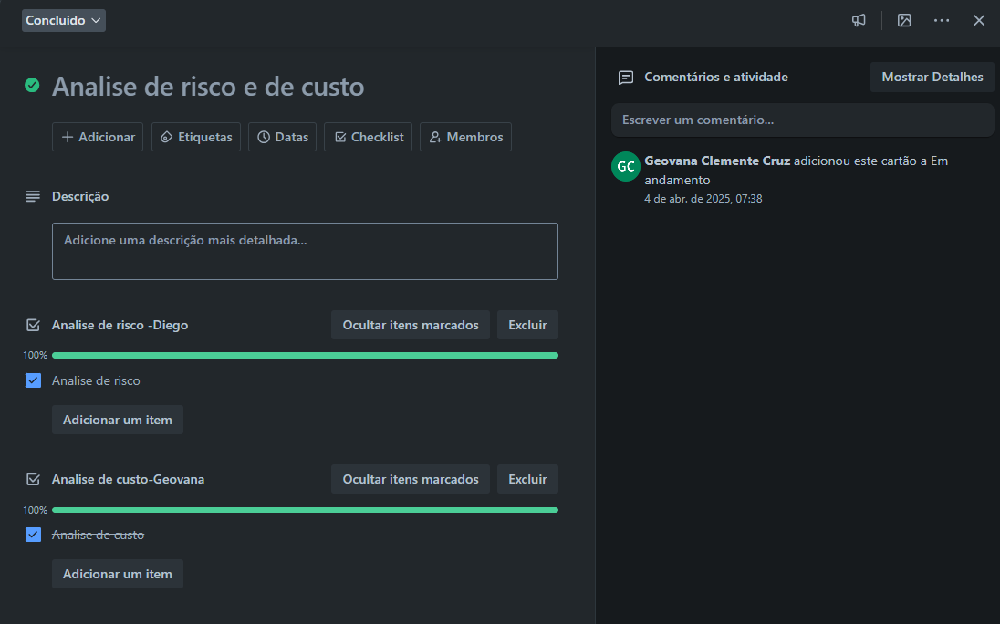 Concluído
Analise de risco e de custo
Adicionar
Etiquetas
Datas
Checklist
Membros
Descrição
Adicione uma descrição mais detalhada...
Analise de risco -Diego
Ocultar itens marcados
Excluir
100%
Analise de risco
Adicionar um item
Analise de custo-Geovana
Ocultar itens marcados
Excluir
100%
Analise de custo
Adicionar um item
Comentários e atividade
Mostrar Detalhes
Escrever um comentário...
GC
Geovana Clemente Cruz adicionou este cartão a Em
andamento
4 de abr. de 2025, 07:38